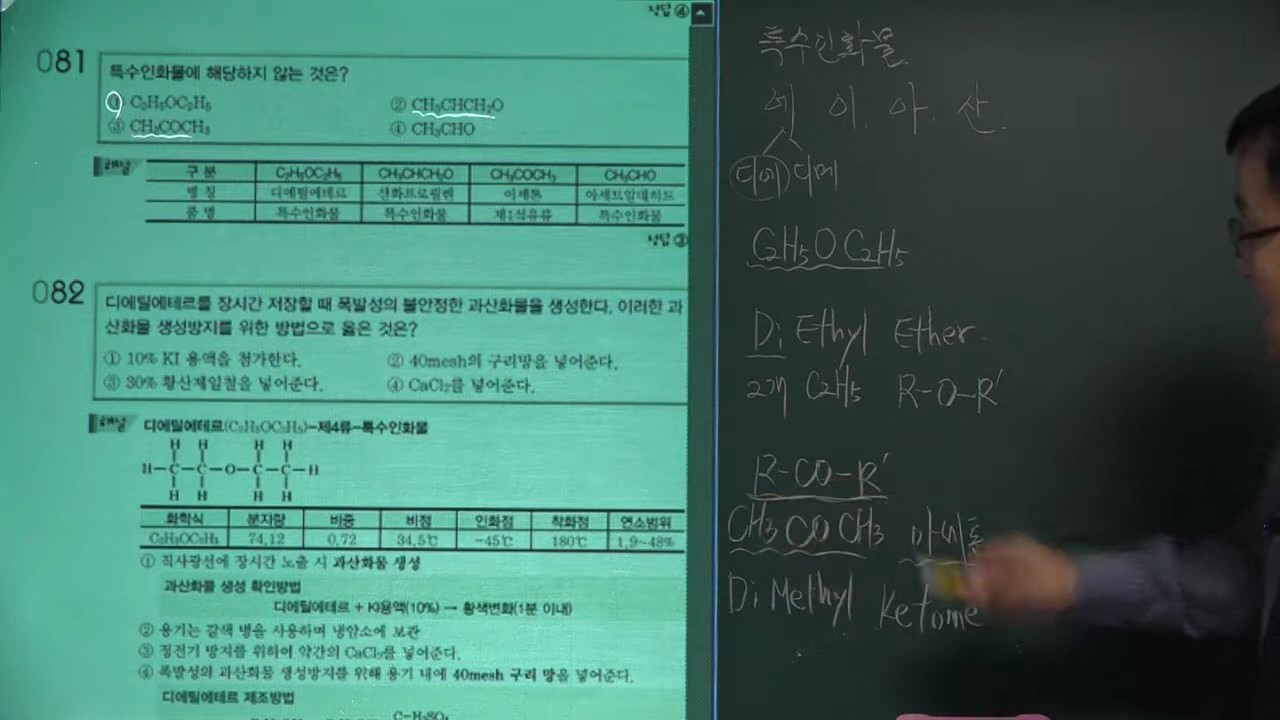 정답 ④
081
특수인화물에 해당하지 않는 것은?
① C₂H₅OC₂H₅ ② CH₃CHCH₂O
③ CH₃COCH₃ ④ CH₃CHO
해설
구 분 C₂H₅OC₂H₅ CH₃CHCH₂O CH₃COCH₃ CH₃CHO
명 칭 디에틸에테르 산화프로필렌 아세톤 아세트알데히드
품 명 특수인화물 특수인화물 제1석유류 특수인화물
정답 ③
082
디에틸에테르를 장시간 저장할 때 폭발성의 불안정한 과산화물을 생성한다. 이러한 과
산화물 생성방지를 위한 방법으로 옳은 것은?
① 10% KI 용액을 첨가한다. ② 40mesh의 구리망을 넣어준다.
③ 30% 황산제일철을 넣어준다. ④ CaCl₂를 넣어준다.
해설 디에틸에테르(C₂H₅OC₂H₅)-제4류-특수인화물
H H H H
H-C-C-O-C-C-H
H H H H
화학식 분자량 비중 비점 인화점 착화점 연소범위
C₂H₅OC₂H₅ 74.12 0.72 34.5℃ -45℃ 180℃ 1.9~48%
① 직사광선에 장시간 노출 시 과산화물 생성
과산화물 생성 확인방법
디에틸에테르 + KI용액(10%) → 황색변화(1분 이내)
② 용기는 갈색 병을 사용하며 냉암소에 보관
③ 정전기 방지를 위하여 약간의 CaCl₂를 넣어준다.
④ 폭발성의 과산화물 생성방지를 위해 용기 내에 40mesh 구리 망을 넣어준다.
디에틸에테르 제조방법
특수인화물
에 이. 아. 산.
디에 디메
C₂H₅O C₂H₅
Di Ethyl Ether
2개 C₂H₅ R-O-R'
R-CO-R'
CH₃ CO CH₃ 아세톤
Di Methyl Ketome